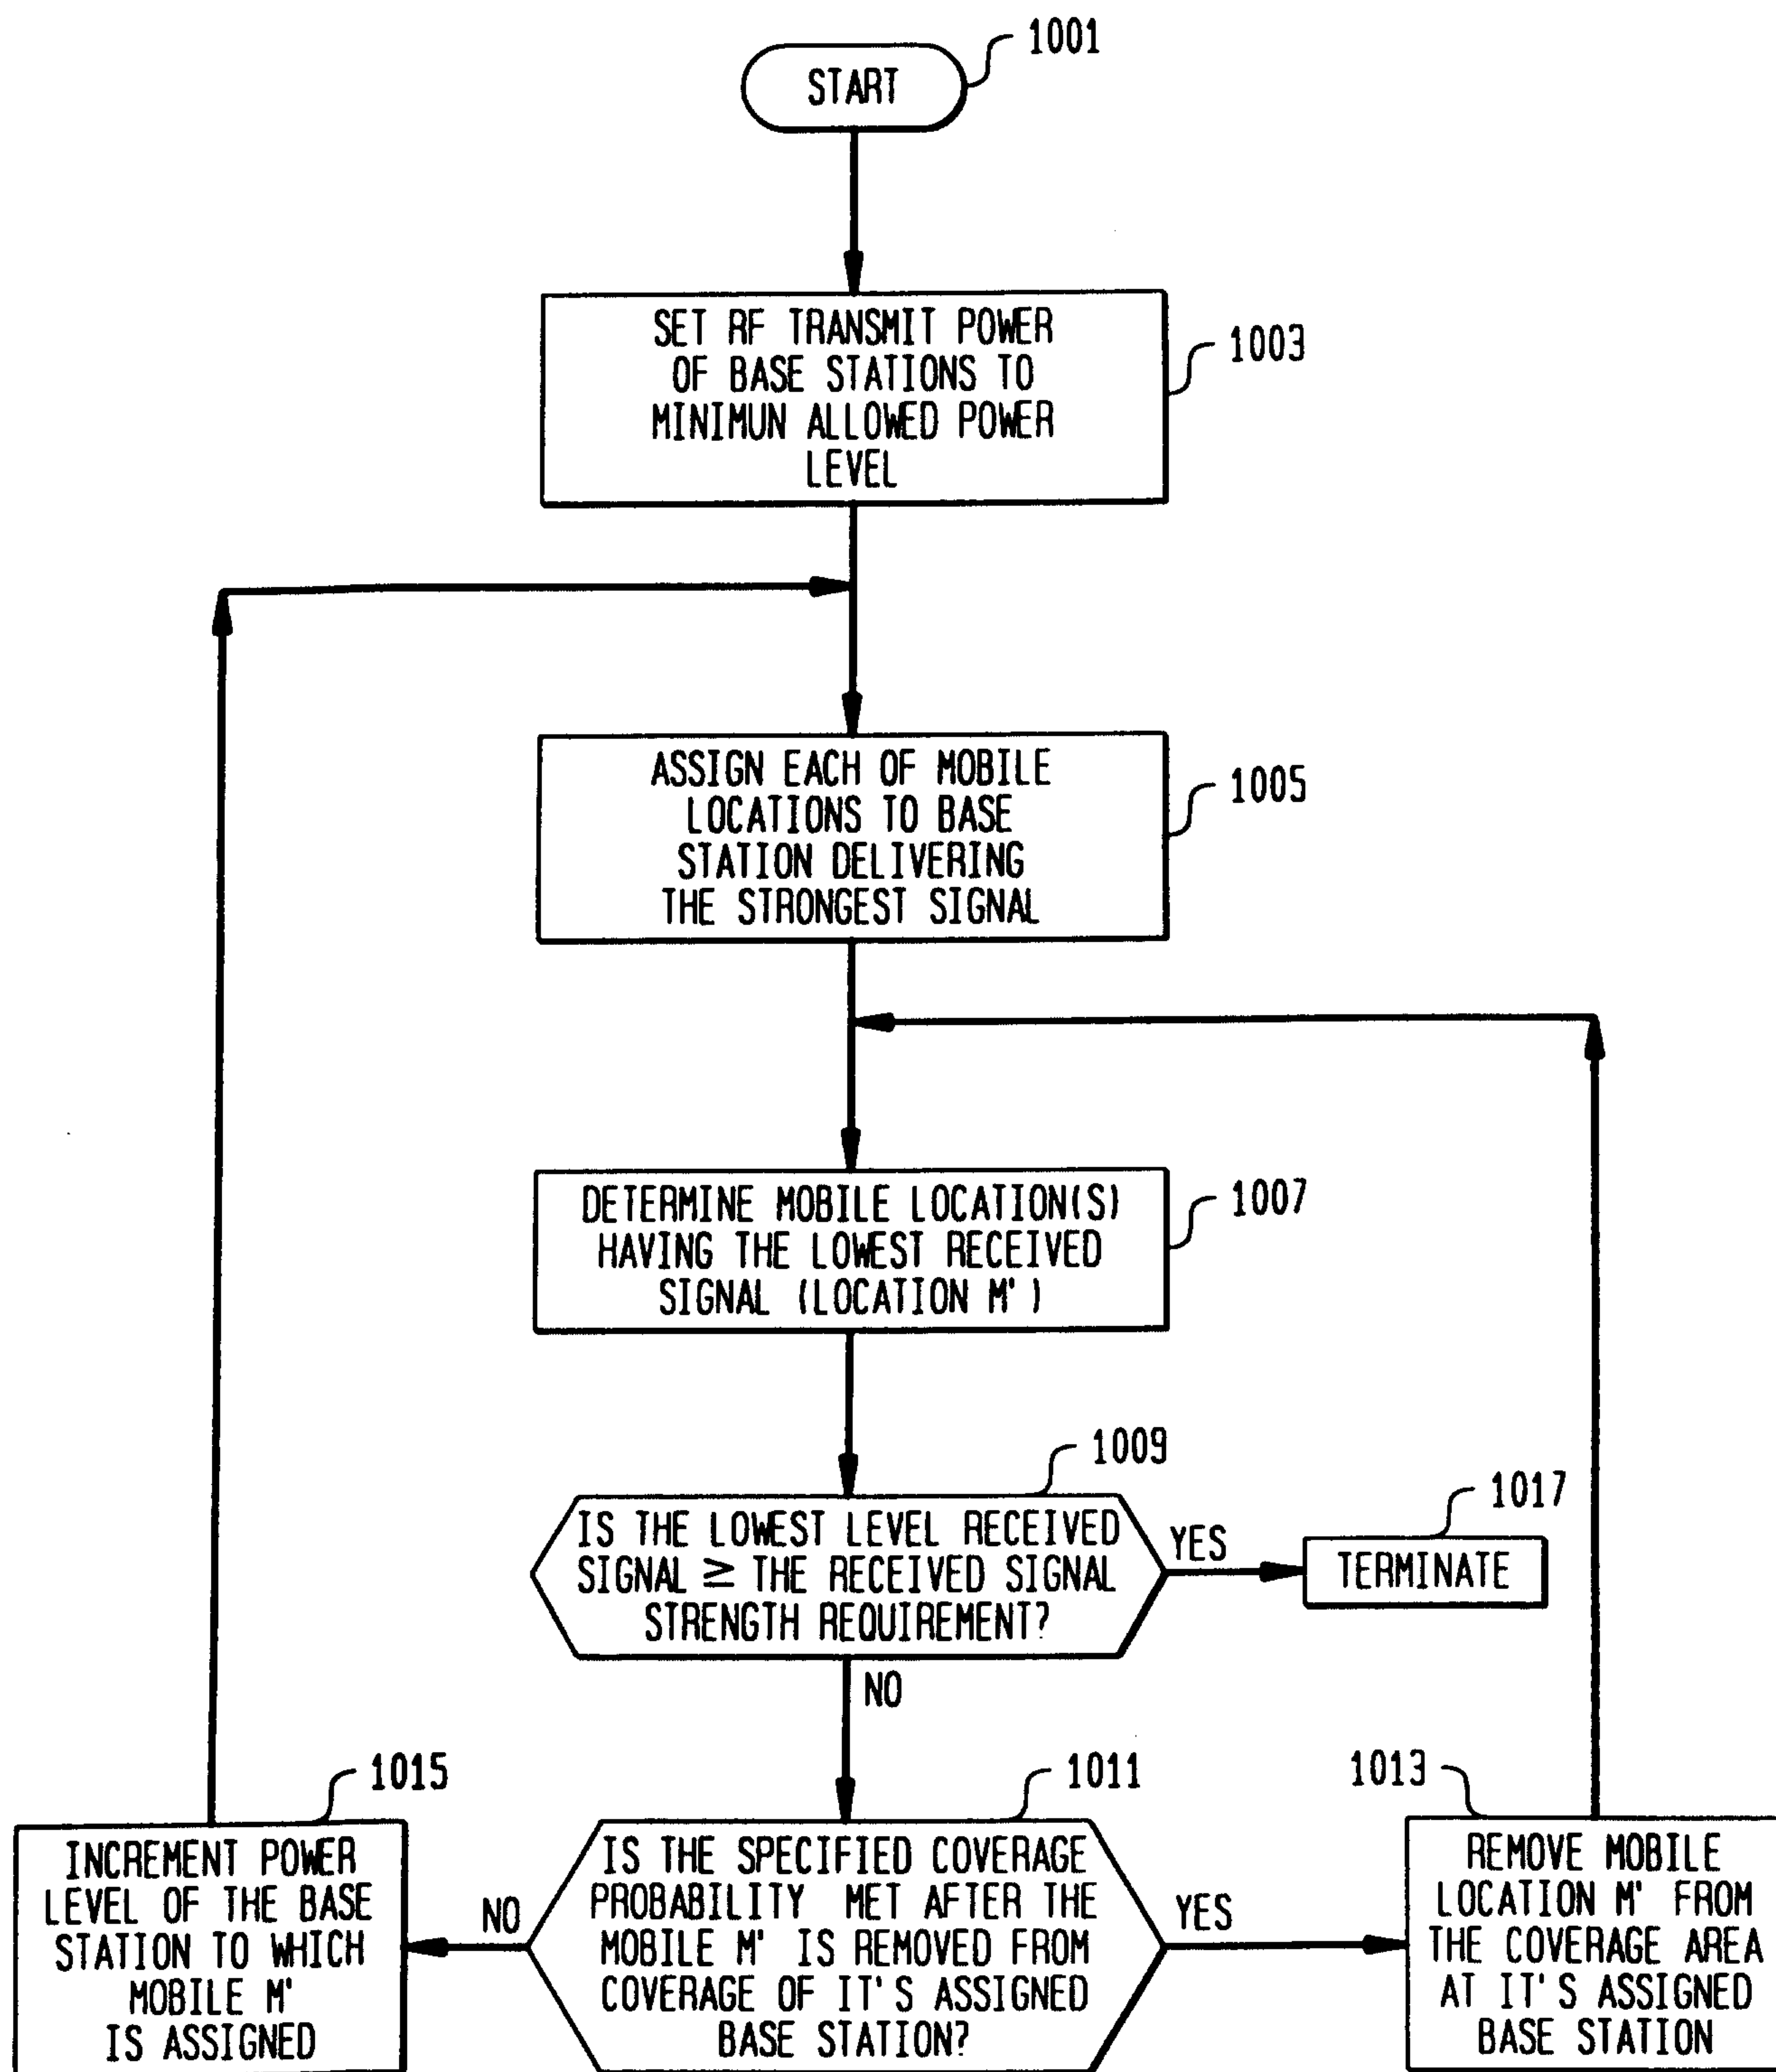 START
1001
SET RF TRANSMIT POWER
OF BASE STATIONS TO
MINIMUN ALLOWED POWER
LEVEL
1003
ASSIGN EACH OF MOBILE
LOCATIONS TO BASE
STATION DELIVERING
THE STRONGEST SIGNAL
1005
DETERMINE MOBILE LOCATION(S)
HAVING THE LOWEST RECEIVED
SIGNAL (LOCATION M')
1007
1009
IS THE LOWEST LEVEL RECEIVED
SIGNAL ≥ THE RECEIVED SIGNAL
STRENGTH REQUIREMENT?
YES
1017
TERMINATE
NO
1015
INCREMENT POWER
LEVEL OF THE BASE
STATION TO WHICH
MOBILE M'
IS ASSIGNED
NO
1011
IS THE SPECIFIED COVERAGE
PROBABILITY MET AFTER THE
MOBILE M' IS REMOVED FROM
COVERAGE OF IT'S ASSIGNED
BASE STATION?
YES
1013
REMOVE MOBILE
LOCATION M' FROM
THE COVERAGE AREA
AT IT'S ASSIGNED
BASE STATION